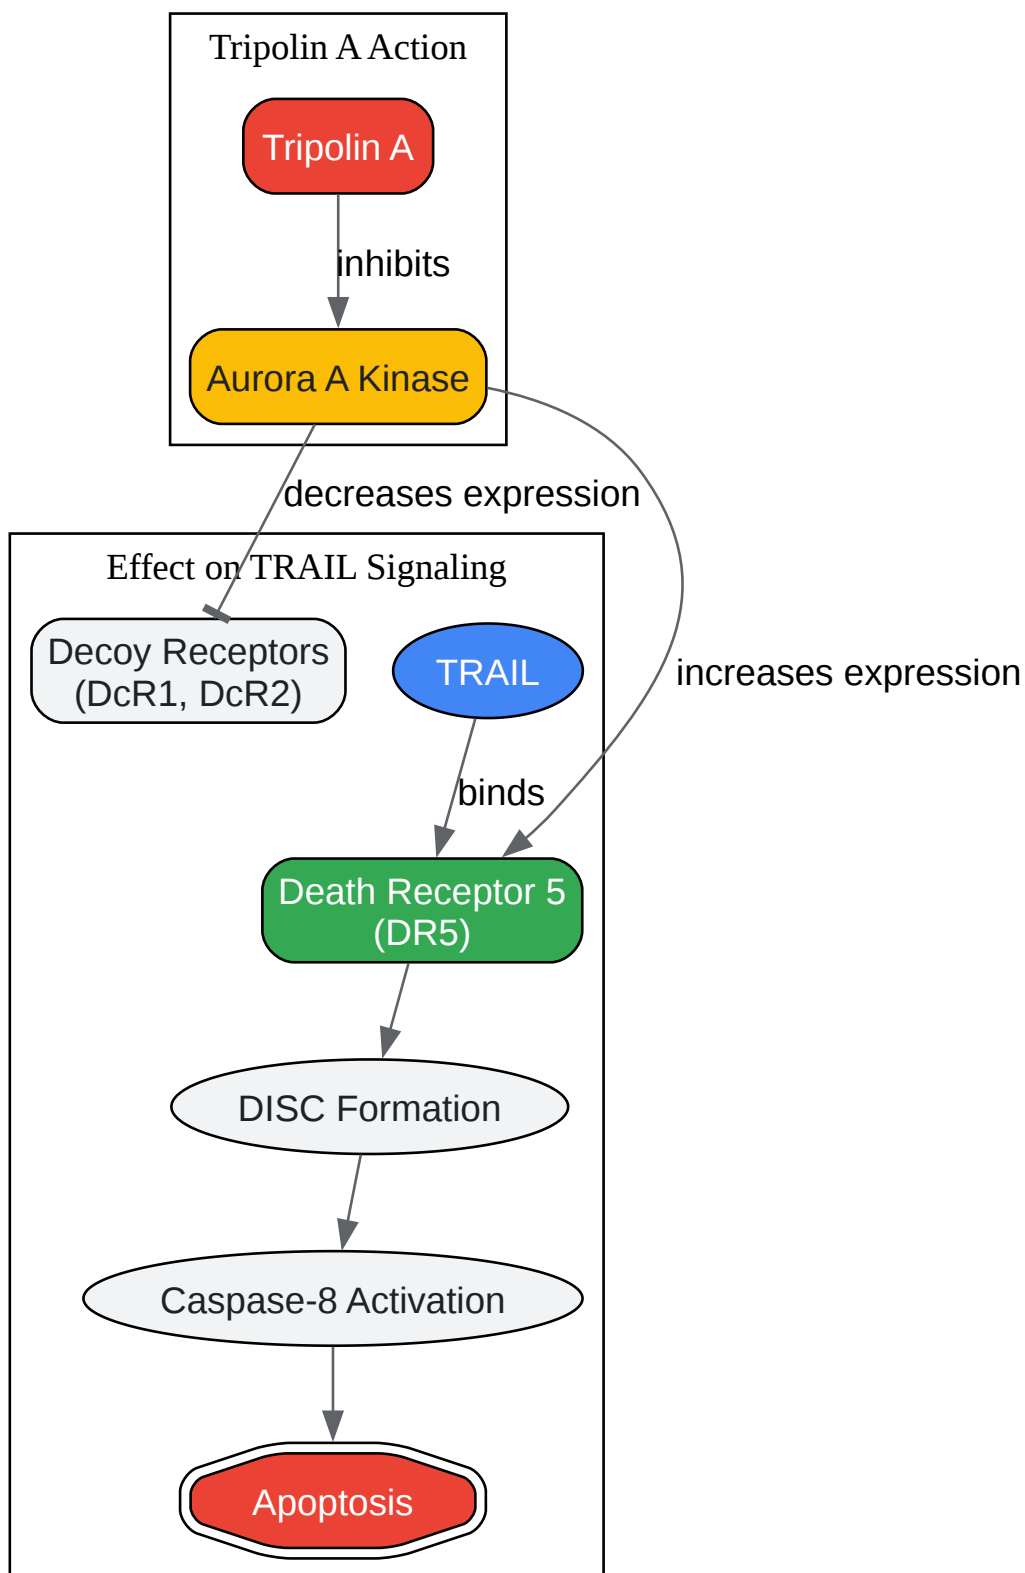 Tripolin A Action
Tripolin A
inhibits
Aurora A Kinase
decreases expression
Effect on TRAIL Signaling
Decoy Receptors
(DcR1, DcR2)
TRAIL
increases expression
binds
Death Receptor 5
(DR5)
DISC Formation
Caspase-8 Activation
Apoptosis